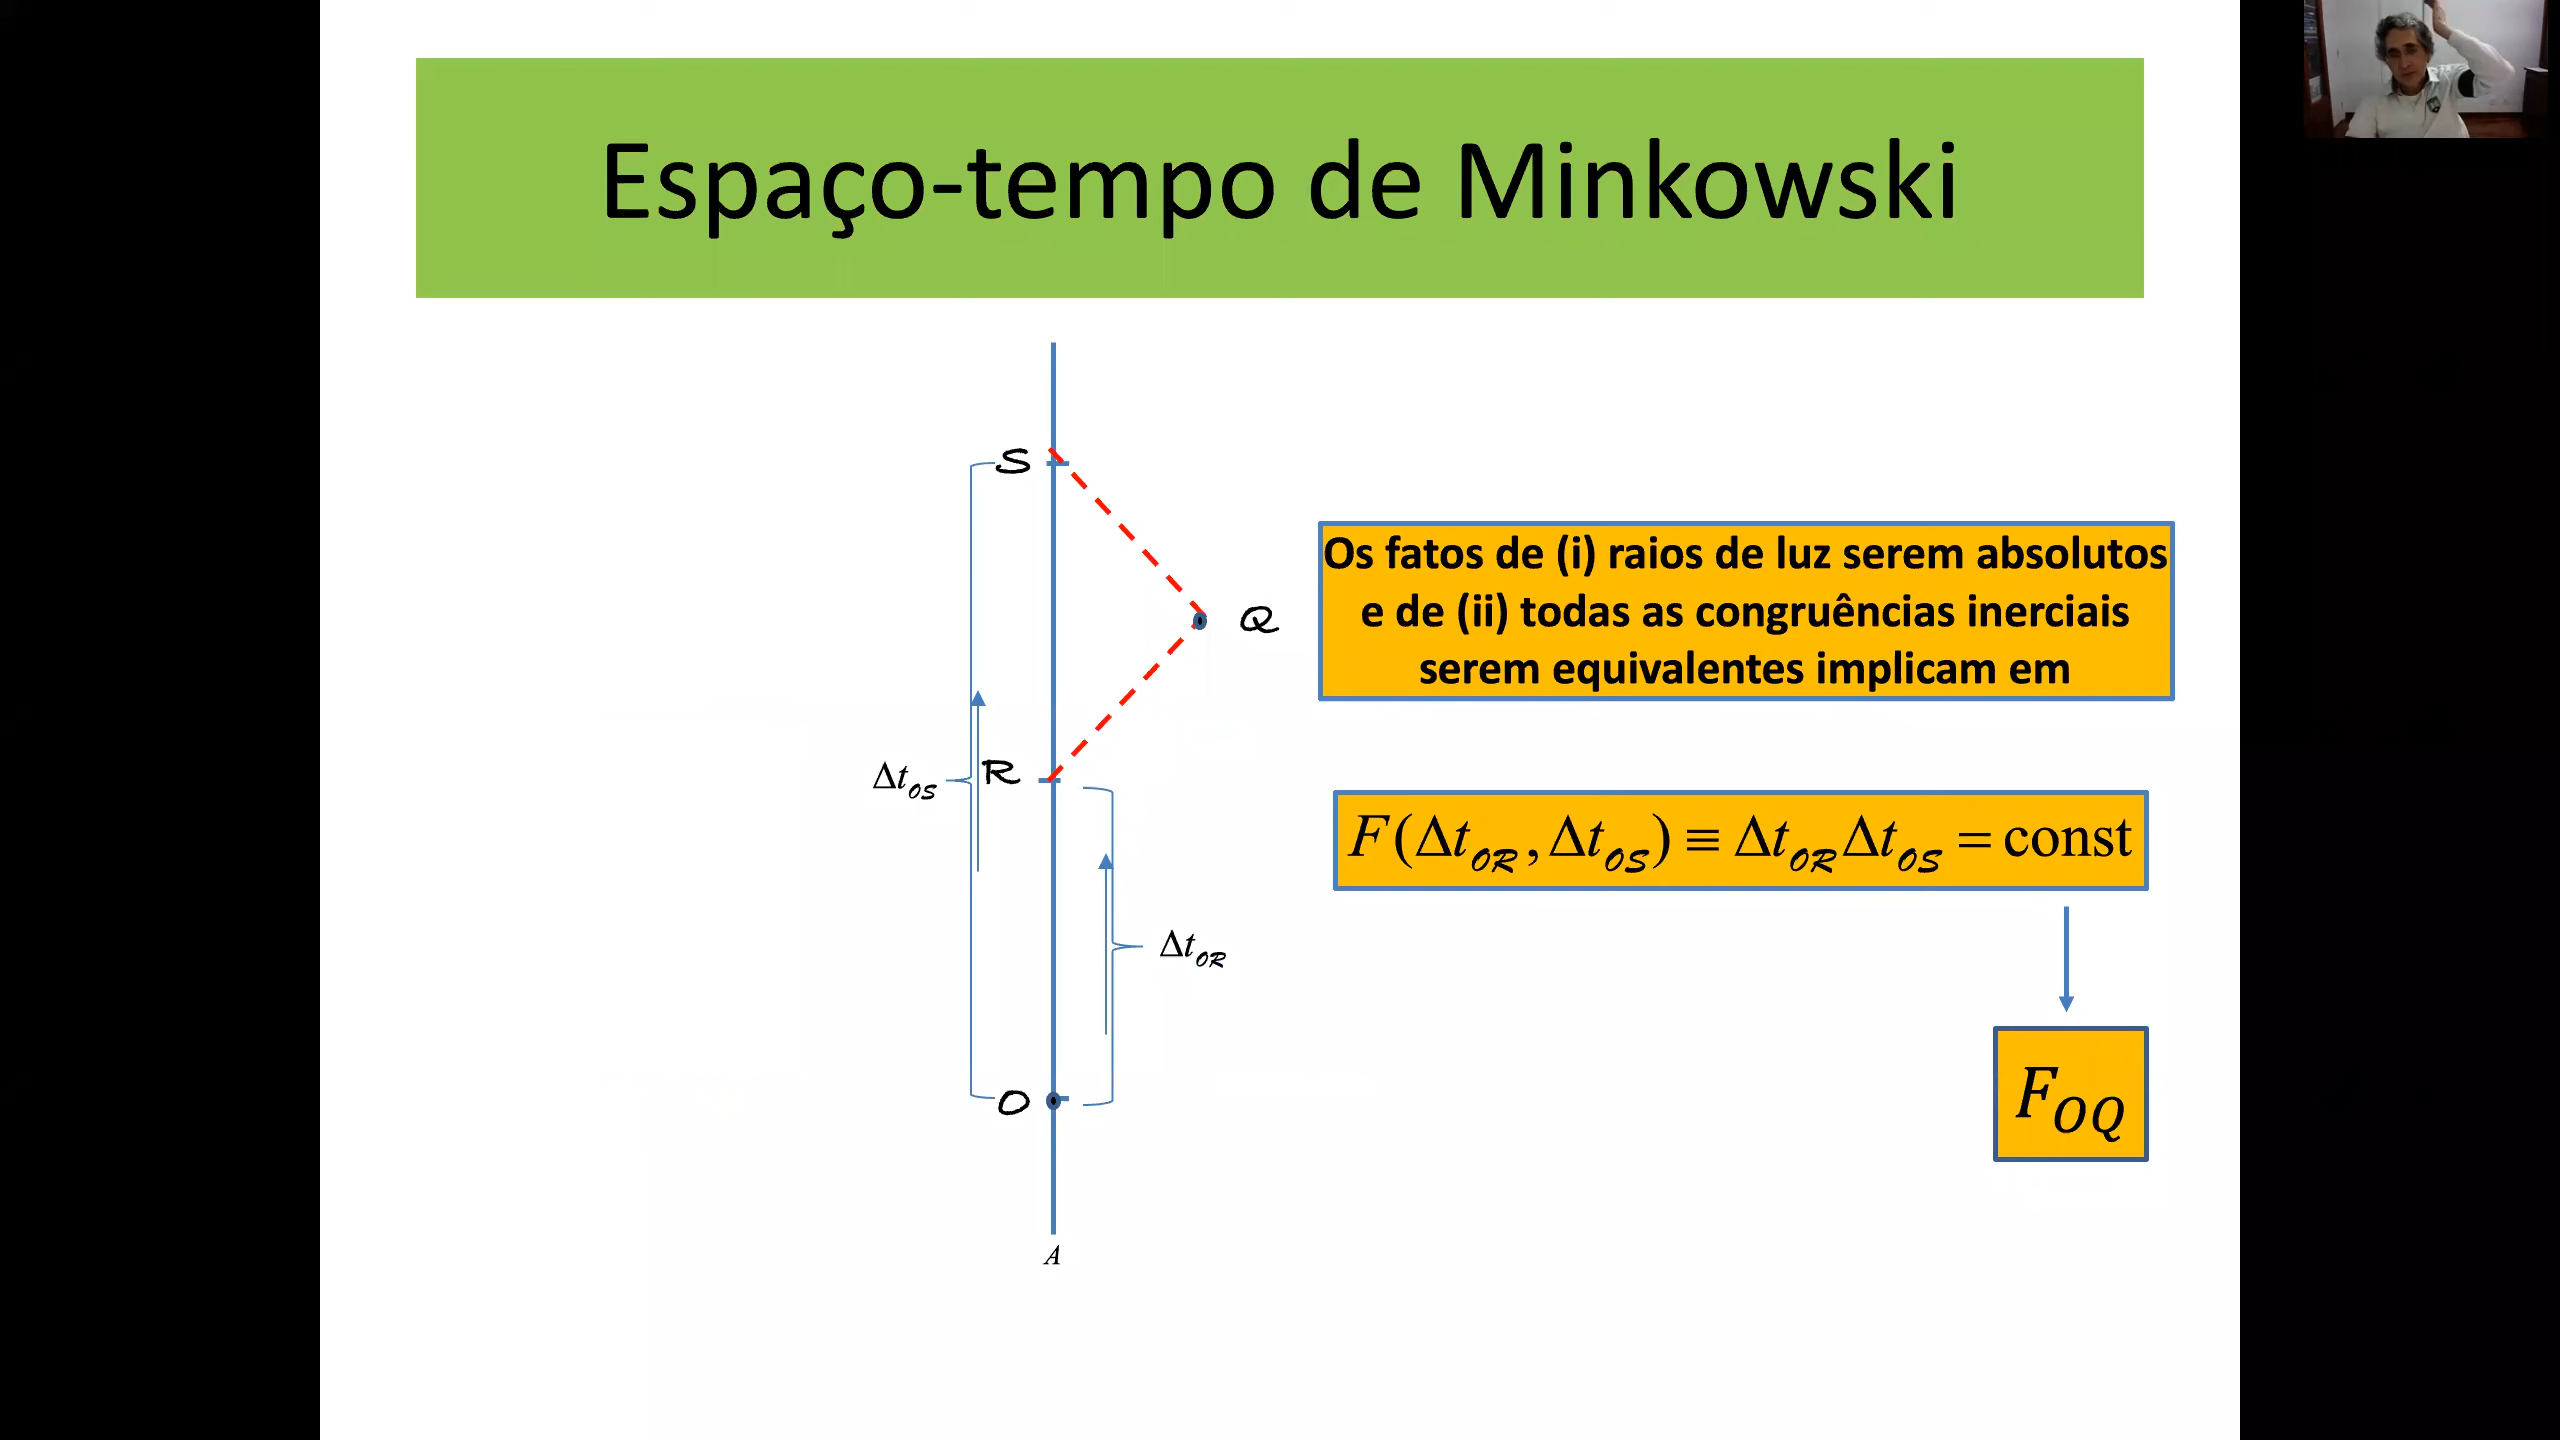 Espaço-tempo de Minkowski
S
Q
Os fatos de (i) raios de luz serem absolutos
e de (ii) todas as congruências inerciais
serem equivalentes implicam em
Δt_OS
R
F(Δt_OR, Δt_OS) ≡ Δt_OR Δt_OS = const
Δt_OR
O
F_OQ
A